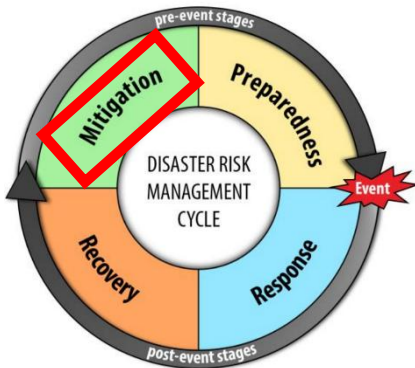 pre-event stages
Mitigation
Preparedness
DISASTER RISK
MANAGEMENT
CYCLE
Event
Recovery
Response
post-event stages